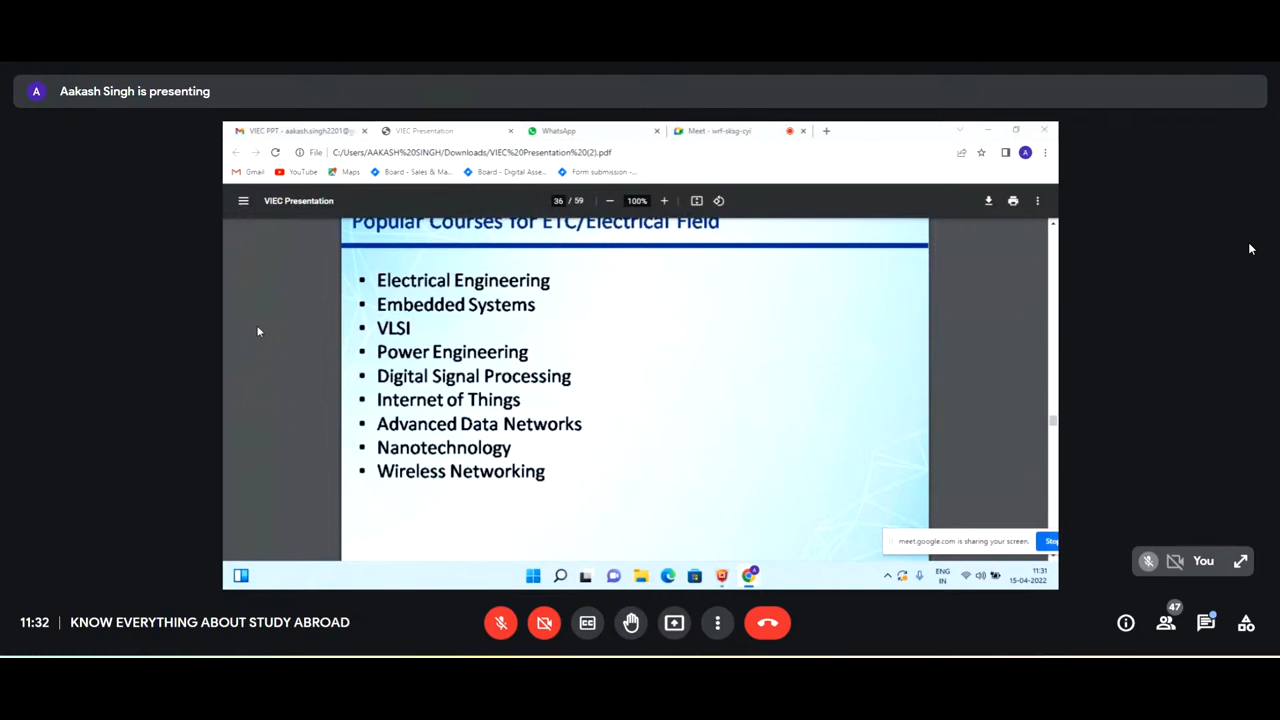 A Aakash Singh is presenting
VIEC PPT - aakash.singh2201@g VIEC Presentation WhatsApp Meet - wrf-sksg-cyi
File C:/Users/AAKASH%20SINGH/Downloads/VIEC%20Presentation%20(2).pdf A
Gmail YouTube Maps Board - Sales & Ma... Board - Digital Asse... Form submission -...
VIEC Presentation 36 / 59 100%
Popular Courses for ETC/Electrical Field
Electrical Engineering
Embedded Systems
VLSI
Power Engineering
Digital Signal Processing
Internet of Things
Advanced Data Networks
Nanotechnology
Wireless Networking
meet.google.com is sharing your screen. Stop
ENG IN 11:31
15-04-2022
You
11:32 | KNOW EVERYTHING ABOUT STUDY ABROAD
47